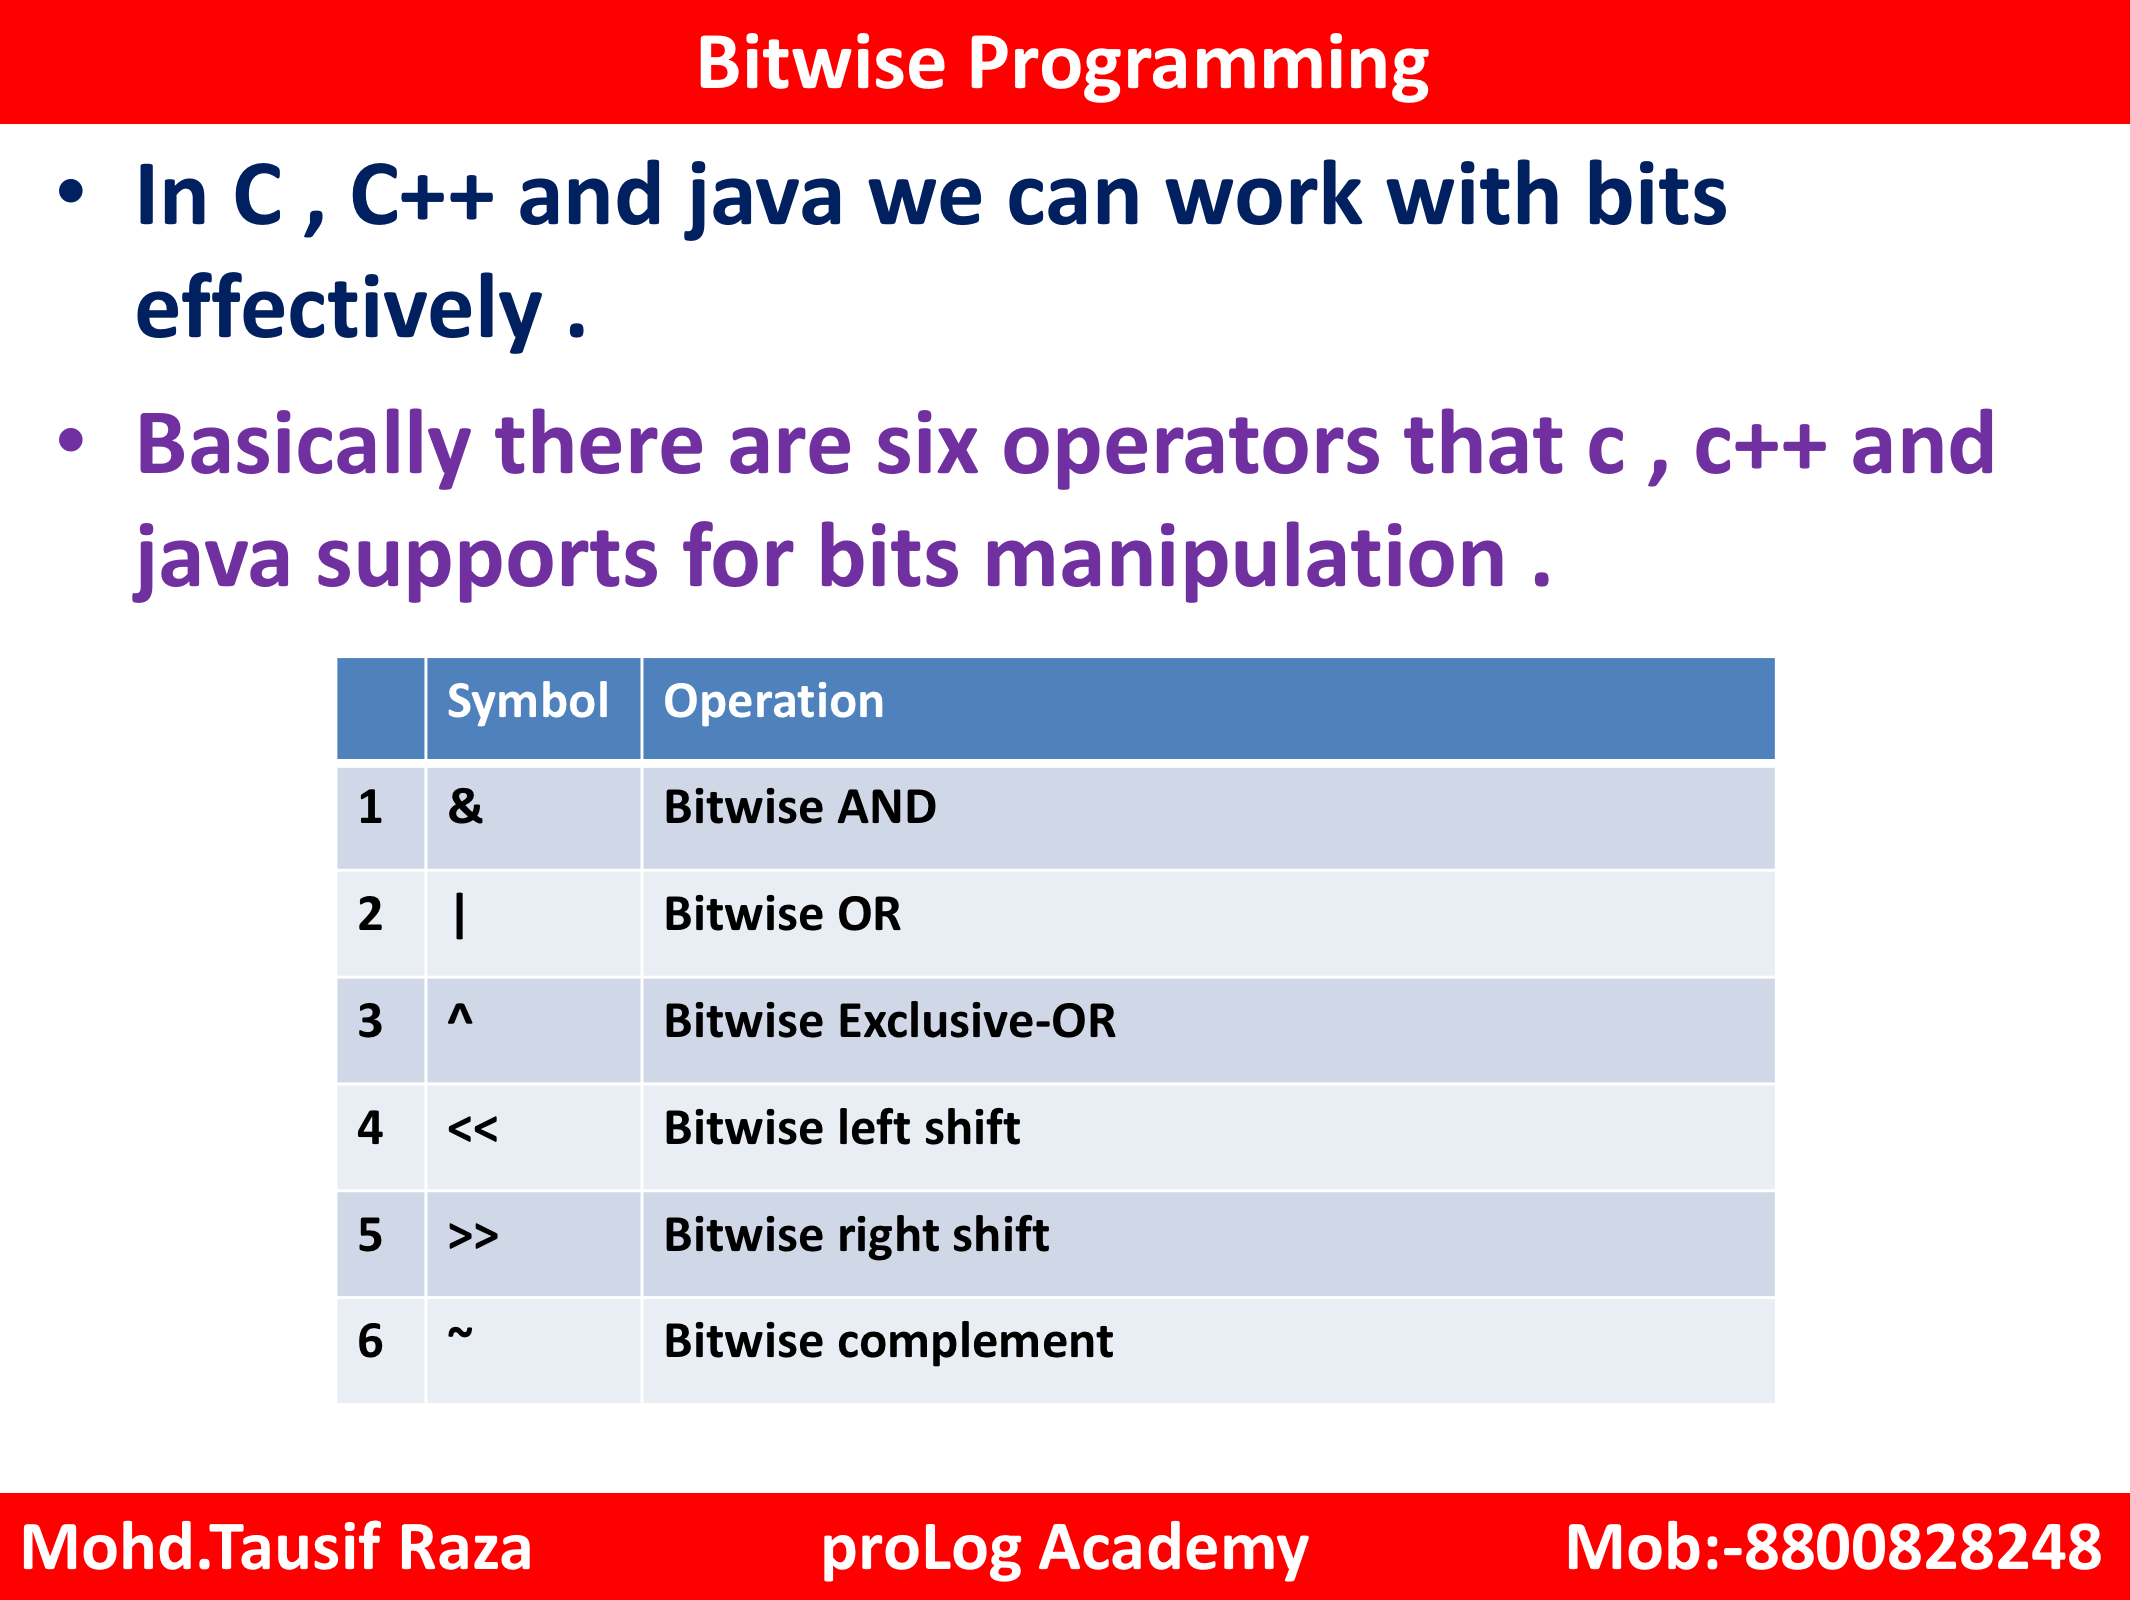 Bitwise Programming
• In C , C++ and java we can work with bits
effectively .
• Basically there are six operators that c , c++ and
java supports for bits manipulation .
Symbol Operation
1 & Bitwise AND
2 | Bitwise OR
3 ^ Bitwise Exclusive-OR
4 << Bitwise left shift
5 >> Bitwise right shift
6 ~ Bitwise complement
Mohd.Tausif Raza proLog Academy Mob:-8800828248